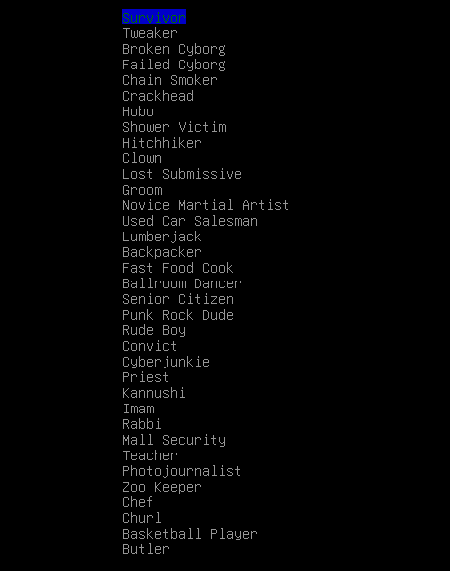 Survivor
Tweaker
Broken Cyborg
Failed Cyborg
Chain Smoker
Crackhead
Hobo
Shower Victim
Hitchhiker
Clown
Lost Submissive
Groom
Novice Martial Artist
Used Car Salesman
Lumberjack
Backpacker
Fast Food Cook
Ballroom Dancer
Senior Citizen
Punk Rock Dude
Rude Boy
Convict
Cyberjunkie
Priest
Kannushi
Imam
Rabbi
Mall Security
Teacher
Photojournalist
Zoo Keeper
Chef
Churl
Basketball Player
Butler